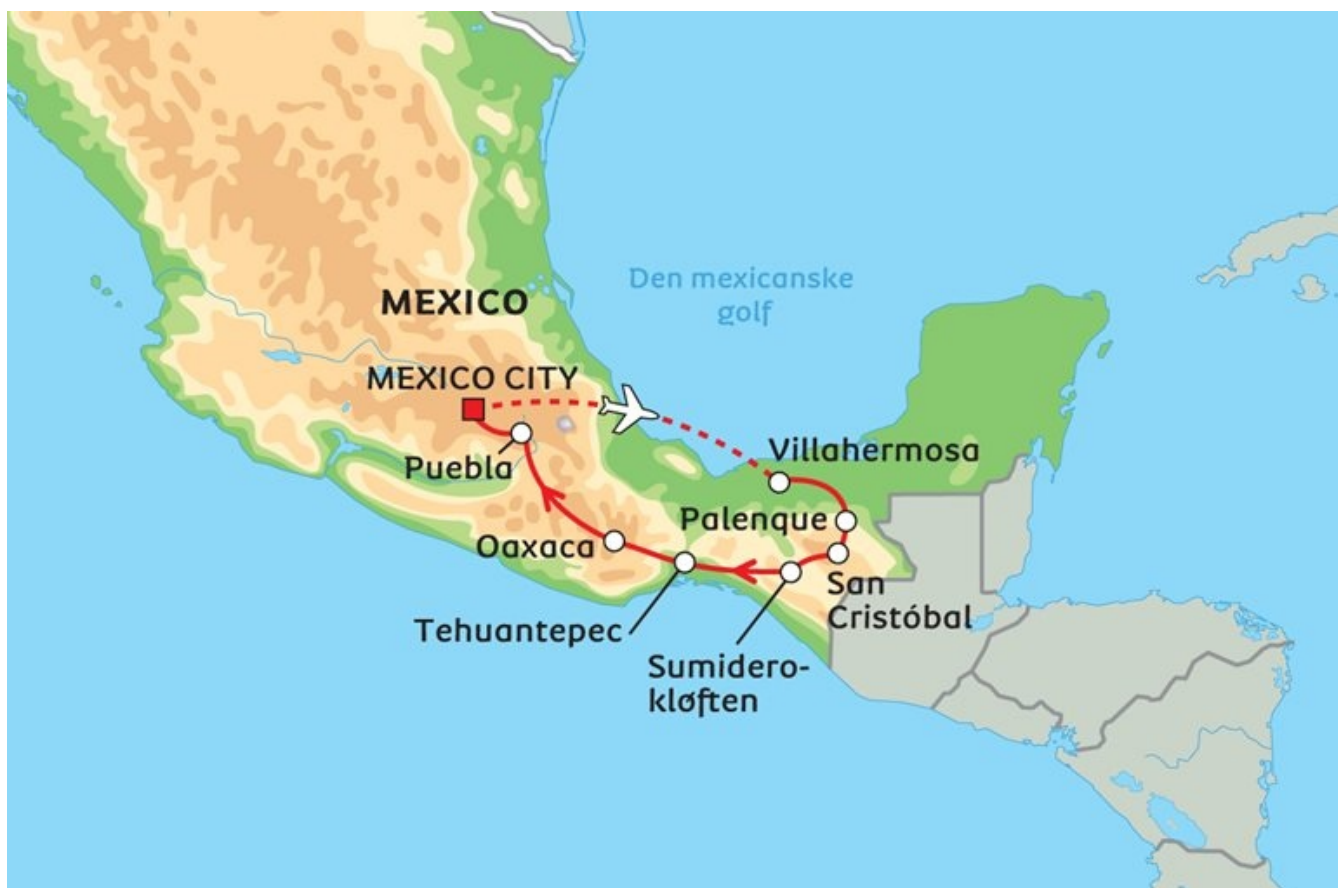 Den mexicanske
golf
MEXICO
MEXICO CITY
Puebla
Villahermosa
Palenque
Oaxaca
San
Cristóbal
Tehuantepec
Sumidero-
kløften